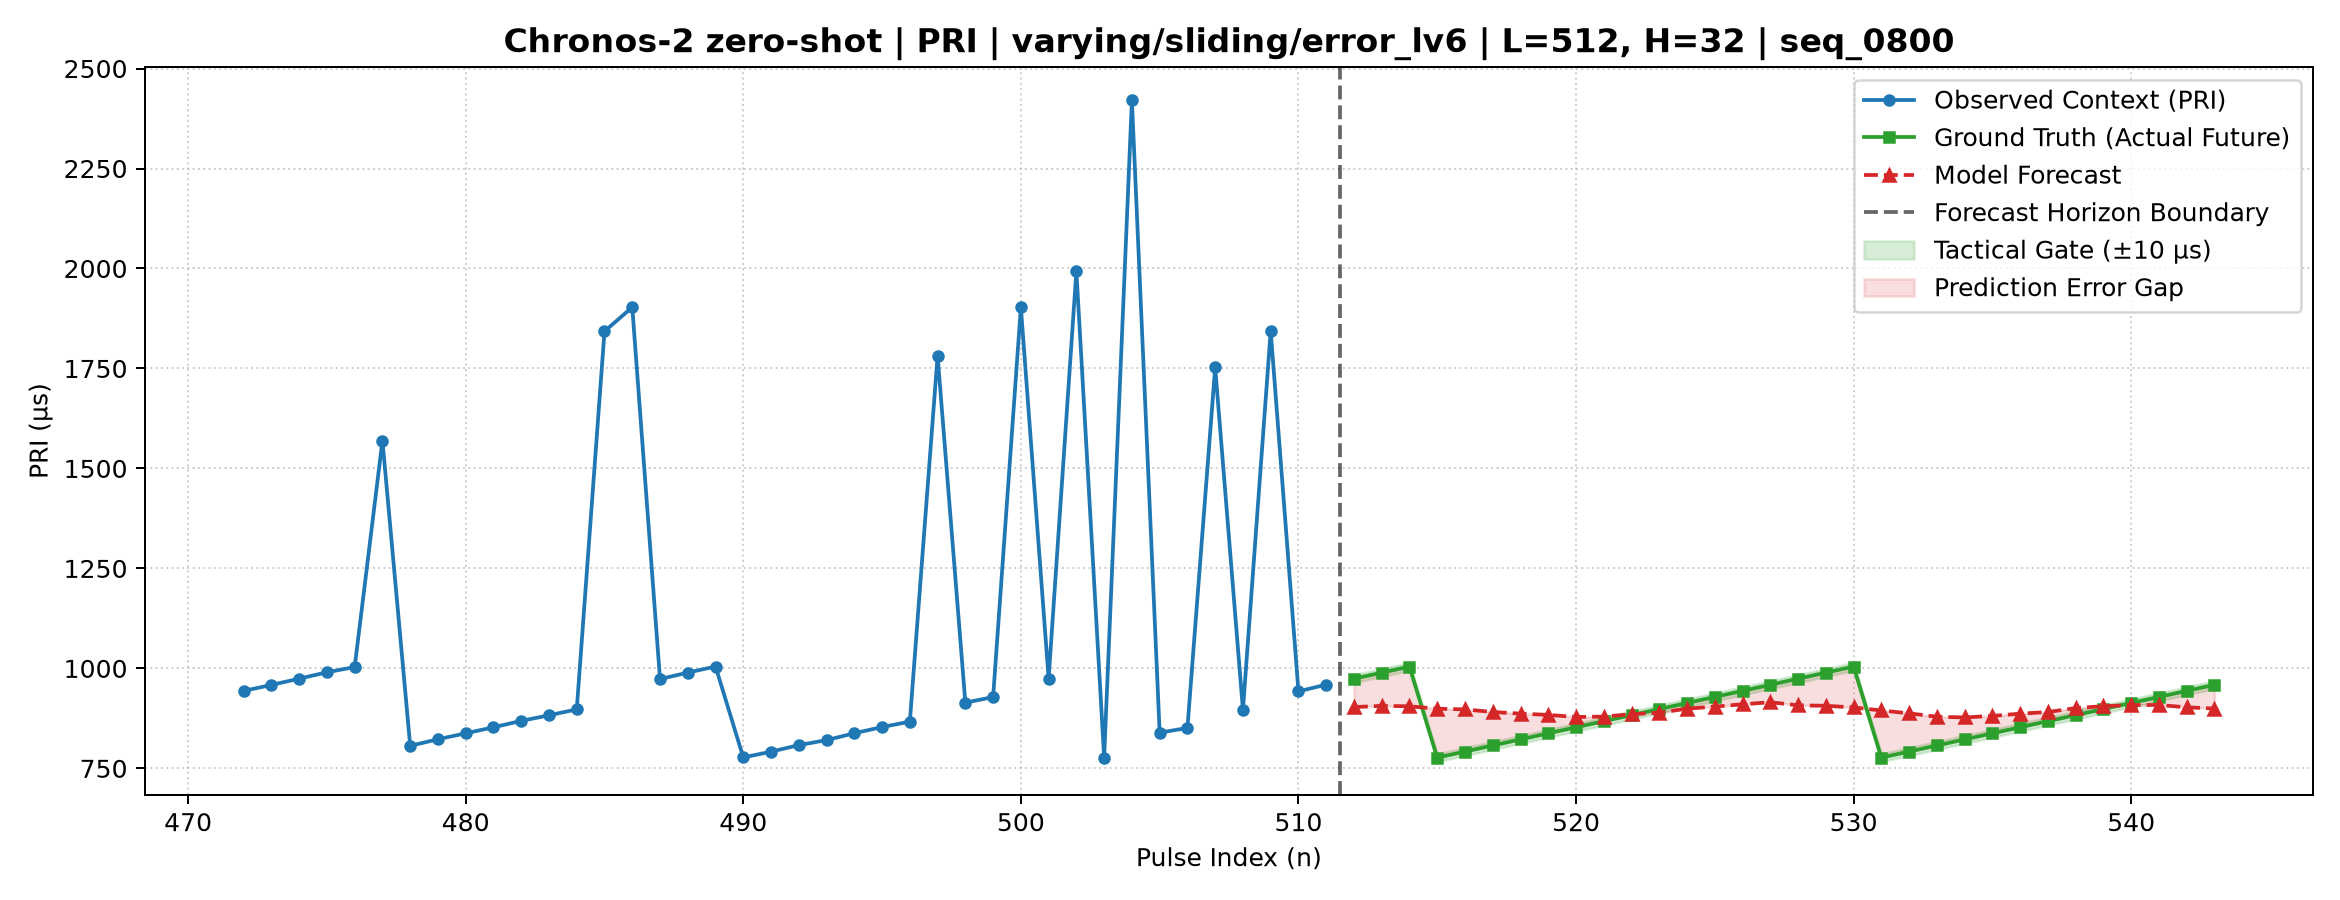 Chronos-2 zero-shot | PRI | varying/sliding/error_lv6 | L=512, H=32 | seq_0800
2500
2250
2000
1750
1500
1250
1000
750
PRI (µs)
470 480 490 500 510 520 530 540
Pulse Index (n)
Observed Context (PRI)
Ground Truth (Actual Future)
Model Forecast
Forecast Horizon Boundary
Tactical Gate (±10 µs)
Prediction Error Gap